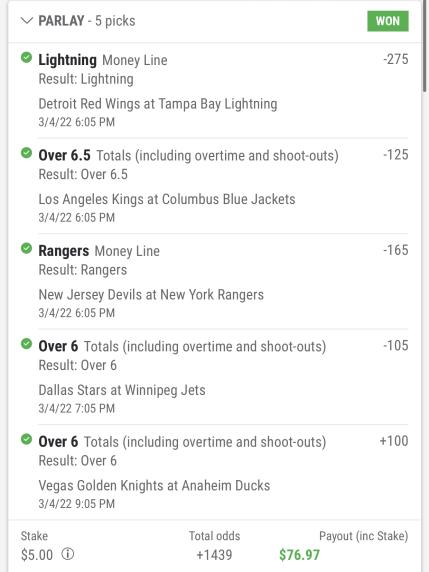 PARLAY - 5 picks WON
Lightning Money Line -275
Result: Lightning
Detroit Red Wings at Tampa Bay Lightning
3/4/22 6:05 PM
Over 6.5 Totals (including overtime and shoot-outs) -125
Result: Over 6.5
Los Angeles Kings at Columbus Blue Jackets
3/4/22 6:05 PM
Rangers Money Line -165
Result: Rangers
New Jersey Devils at New York Rangers
3/4/22 6:05 PM
Over 6 Totals (including overtime and shoot-outs) -105
Result: Over 6
Dallas Stars at Winnipeg Jets
3/4/22 7:05 PM
Over 6 Totals (including overtime and shoot-outs) +100
Result: Over 6
Vegas Golden Knights at Anaheim Ducks
3/4/22 9:05 PM
Stake Total odds Payout (inc Stake)
$5.00 +1439 $76.97